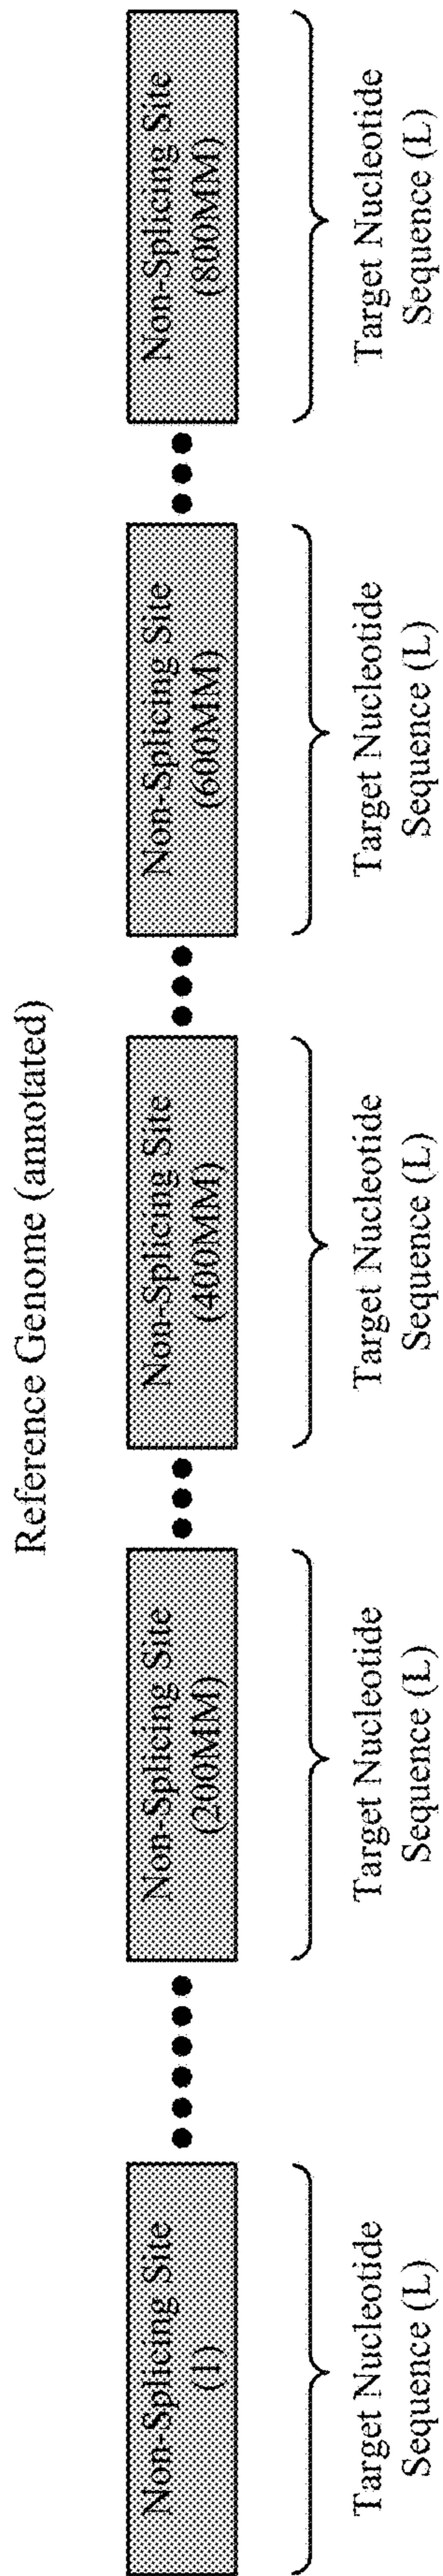 Reference Genome (annotated)
Non-Splicing Site
(1)
Non-Splicing Site
(200MM)
Non-Splicing Site
(400MM)
Non-Splicing Site
(600MM)
Non-Splicing Site
(800MM)
Target Nucleotide
Sequence (L)
Target Nucleotide
Sequence (L)
Target Nucleotide
Sequence (L)
Target Nucleotide
Sequence (L)
Target Nucleotide
Sequence (L)